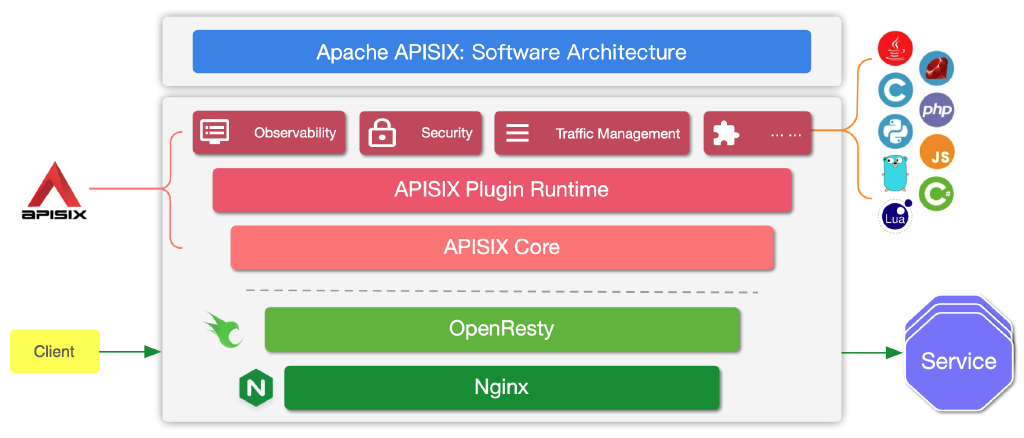 Apache APISIX: Software Architecture
Observability
Security
Traffic Management
... ...
APISIX Plugin Runtime
APISIX Core
OpenResty
N
Nginx
APISIX
Client
Service
C
php
JS
C#
Lua